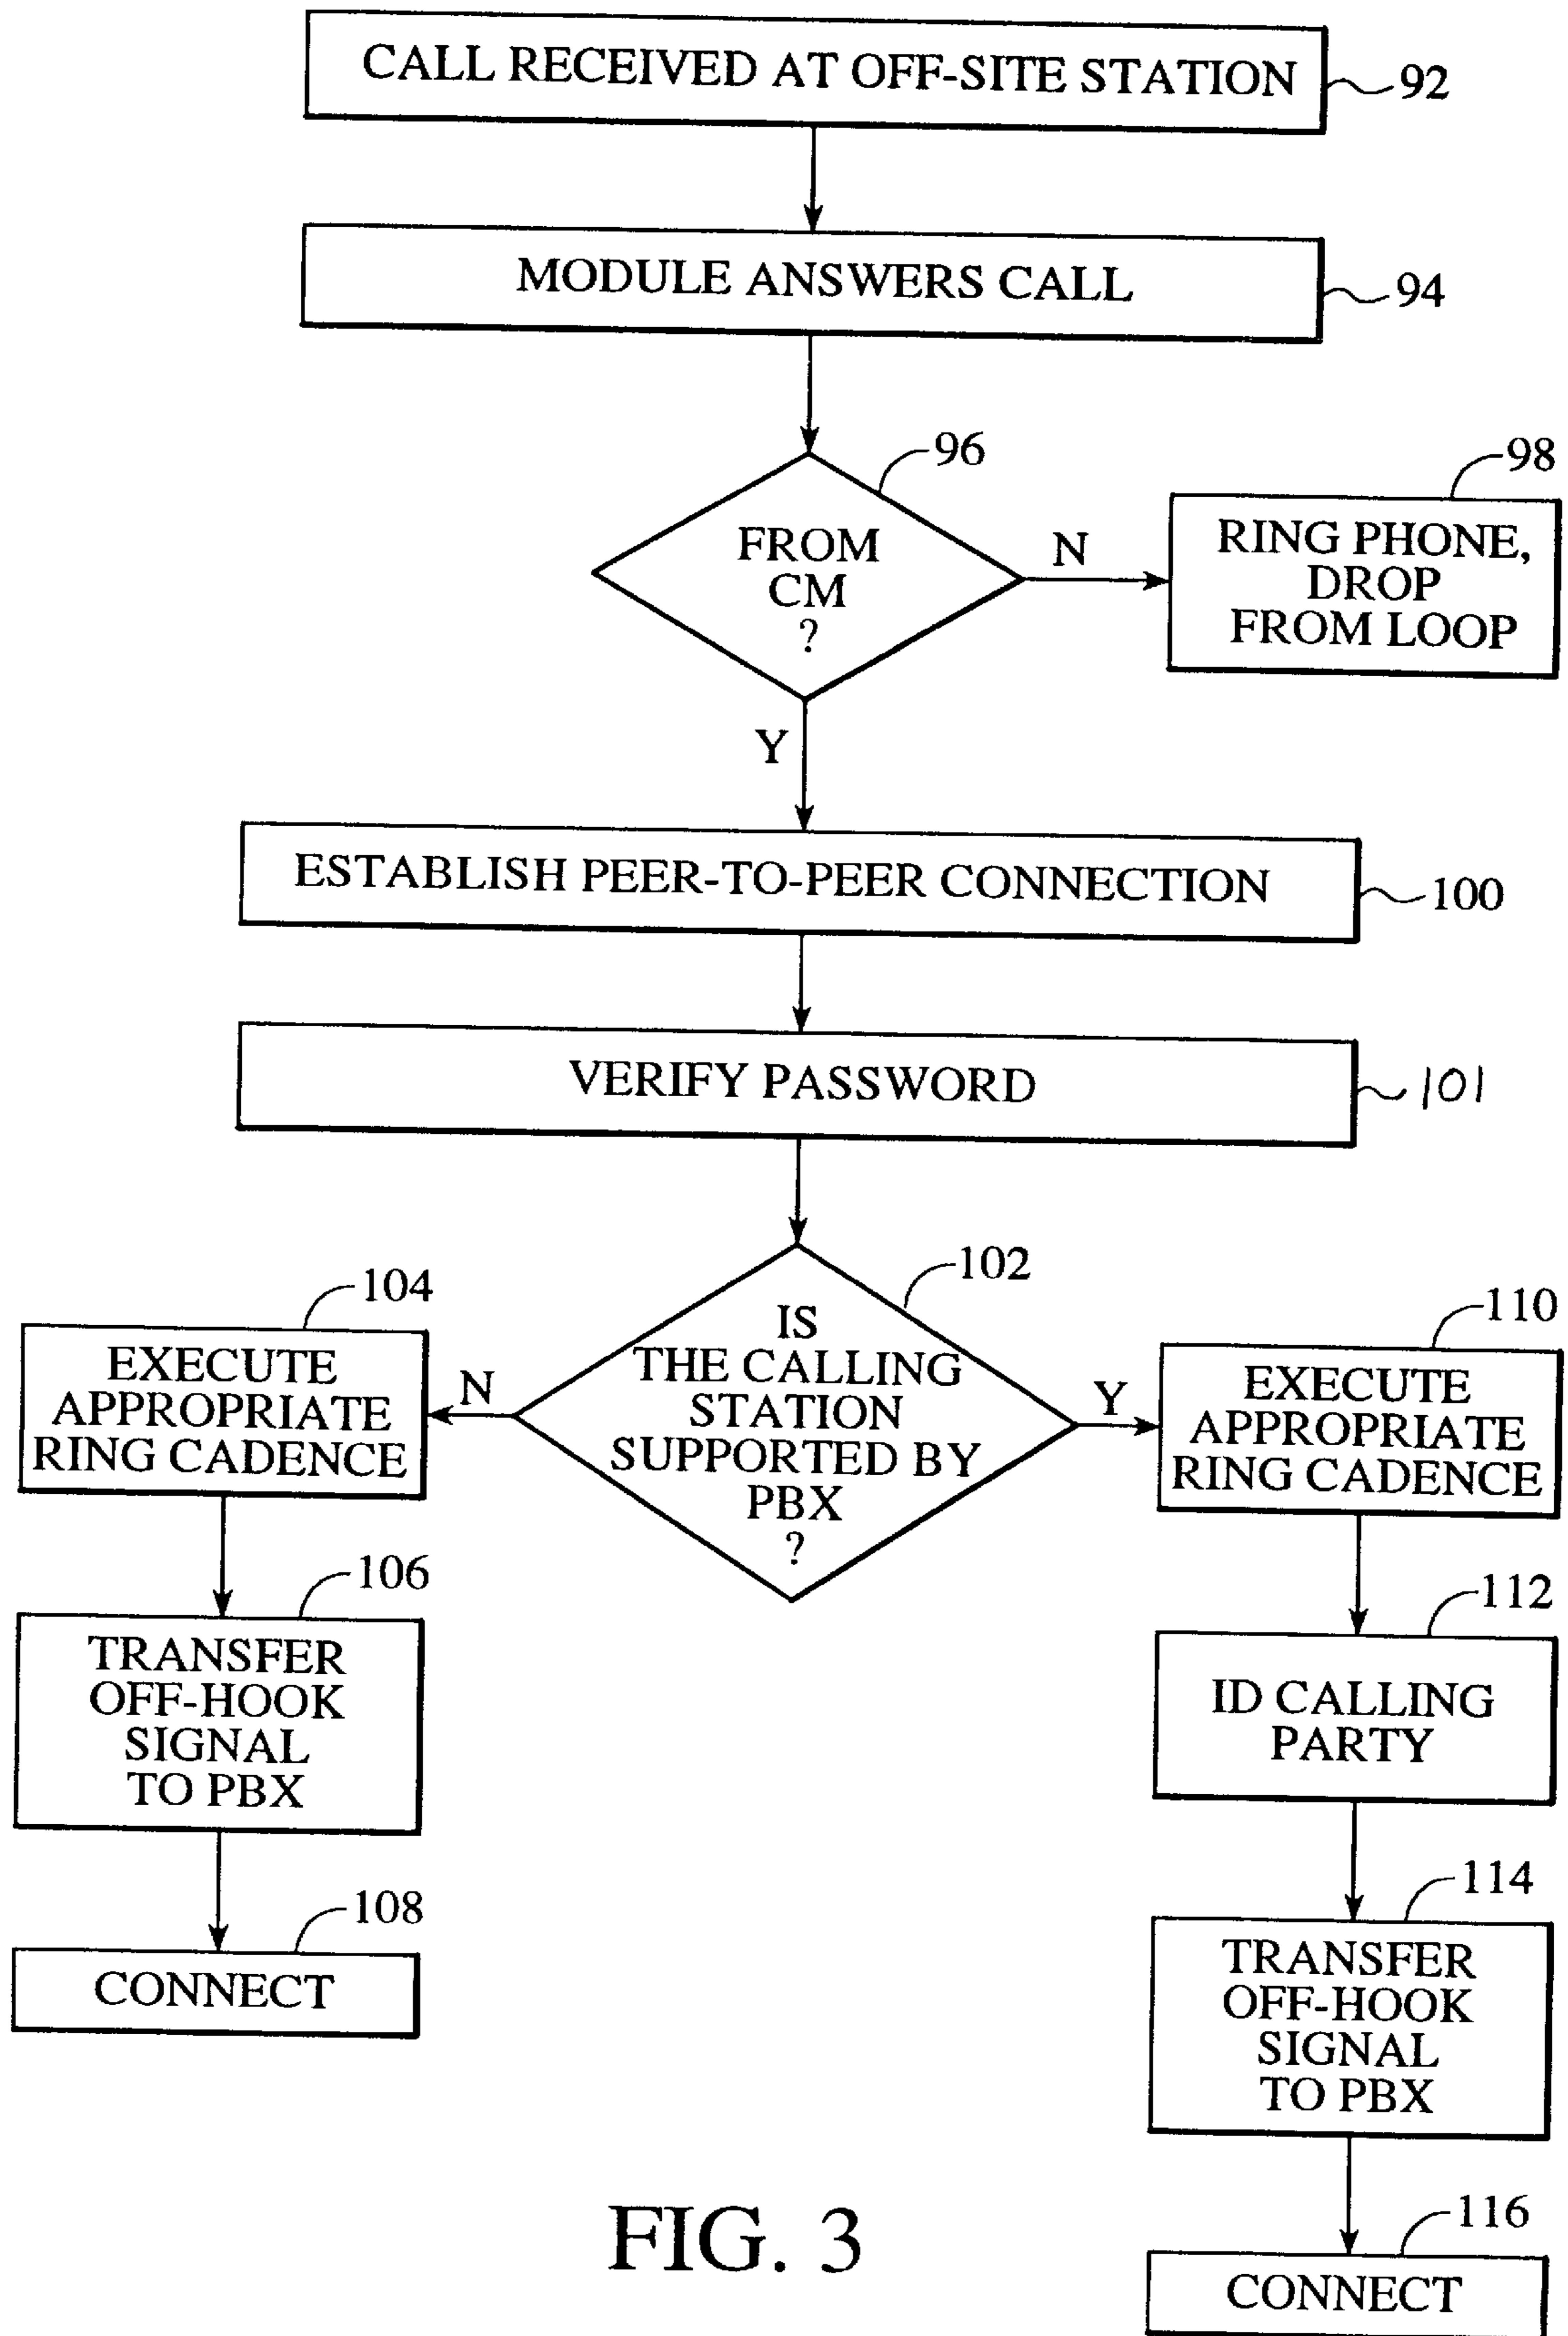 CALL RECEIVED AT OFF-SITE STATION
92
MODULE ANSWERS CALL
94
96
FROM
CM
?
N
98
RING PHONE,
DROP
FROM LOOP
Y
ESTABLISH PEER-TO-PEER CONNECTION
100
VERIFY PASSWORD
101
102
IS
THE CALLING
STATION
SUPPORTED BY
PBX
?
N
104
EXECUTE
APPROPRIATE
RING CADENCE
106
TRANSFER
OFF-HOOK
SIGNAL
TO PBX
108
CONNECT
Y
110
EXECUTE
APPROPRIATE
RING CADENCE
112
ID CALLING
PARTY
114
TRANSFER
OFF-HOOK
SIGNAL
TO PBX
116
CONNECT
FIG. 3